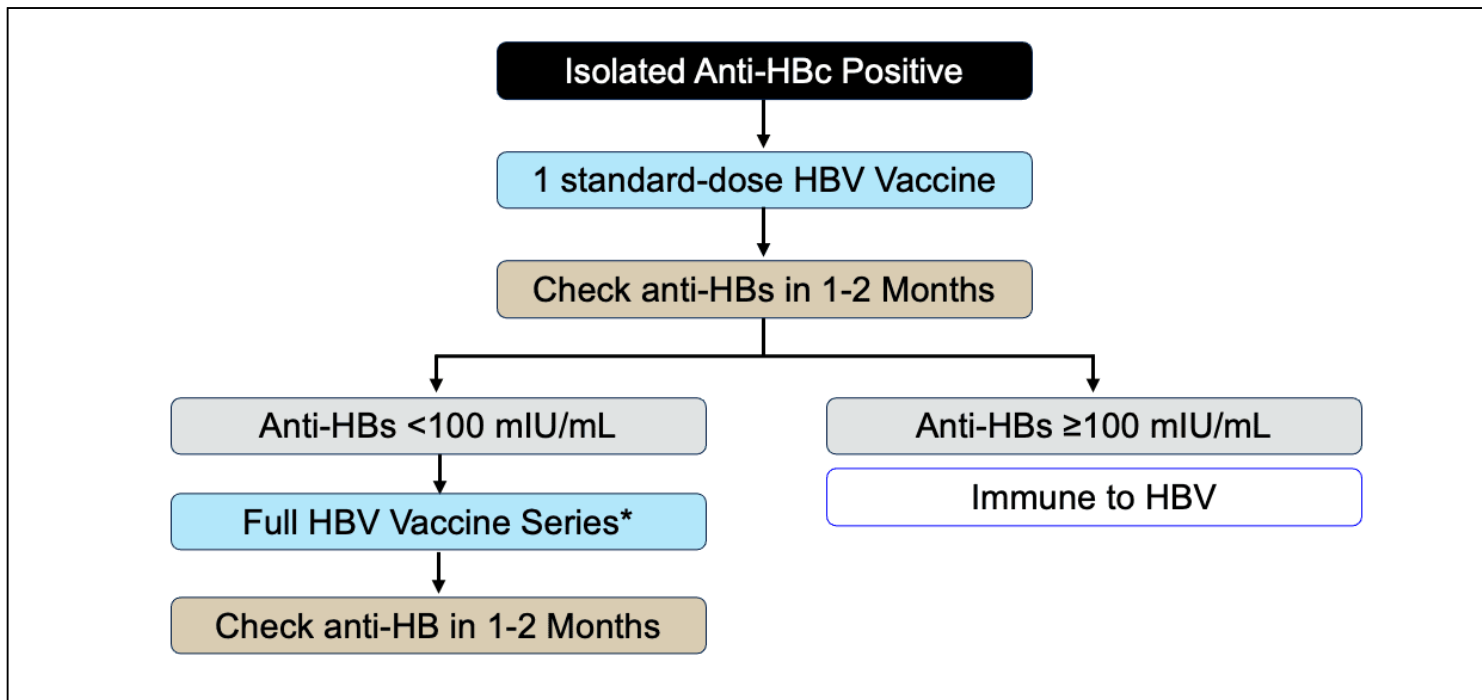 Isolated Anti-HBc Positive
1 standard-dose HBV Vaccine
Check anti-HBs in 1-2 Months
Anti-HBs <100 mIU/mL
Anti-HBs ≥100 mIU/mL
Full HBV Vaccine Series*
Immune to HBV
Check anti-HB in 1-2 Months